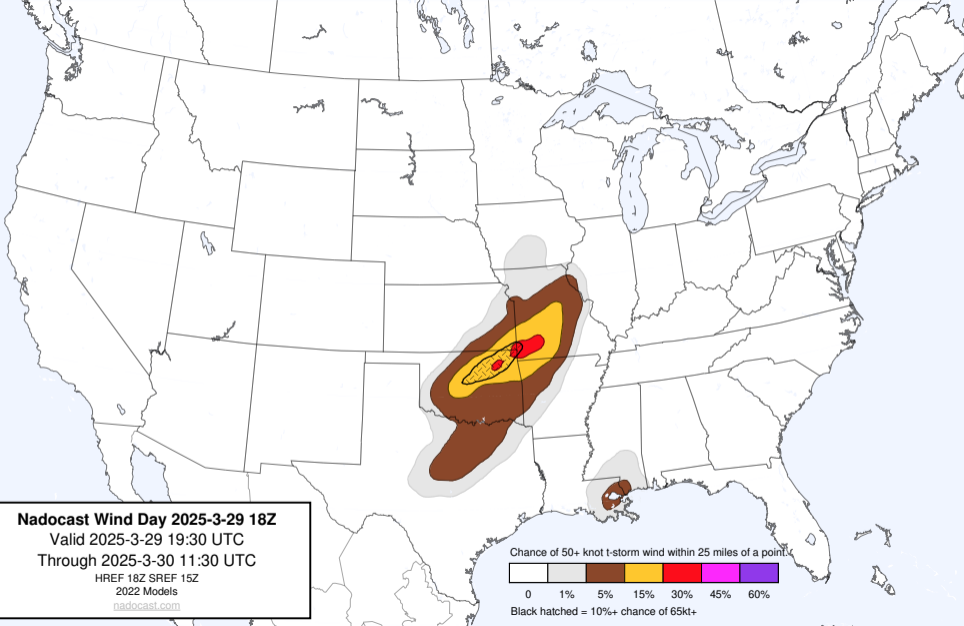 Nadocast Wind Day 2025-3-29 18Z
Valid 2025-3-29 19:30 UTC
Through 2025-3-30 11:30 UTC
HREF 18Z SREF 15Z
2022 Models
nadocast.com
Chance of 50+ knot t-storm wind within 25 miles of a point.
0 1% 5% 15% 30% 45% 60%
Black hatched = 10%+ chance of 65kt+